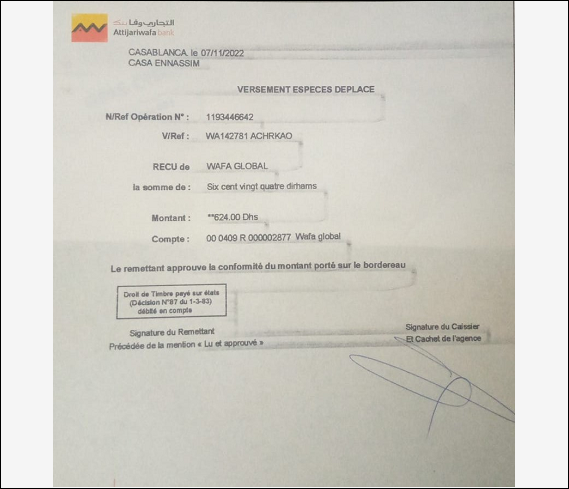 التجاري وفا بنك
Attijariwafa bank
CASABLANCA, le 07/11/2022
CASA ENNASSIM
VERSEMENT ESPECES DEPLACE
N/Ref Opération N° : 1193446642
V/Ref : WA142781 ACHRKAO
RECU de WAFA GLOBAL
la somme de : Six cent vingt quatre dirhams
Montant : **624.00 Dhs
Compte : 00 0409 R 000002877 Wafa global
Le remettant approuve la conformité du montant porté sur le bordereau
Droit de Timbre payé sur états
(Décision N°87 du 1-3-83)
débité en compte
Signature du Remettant
Précédée de la mention « Lu et approuvé »
Signature du Caissier
Et Cachet de l'agence